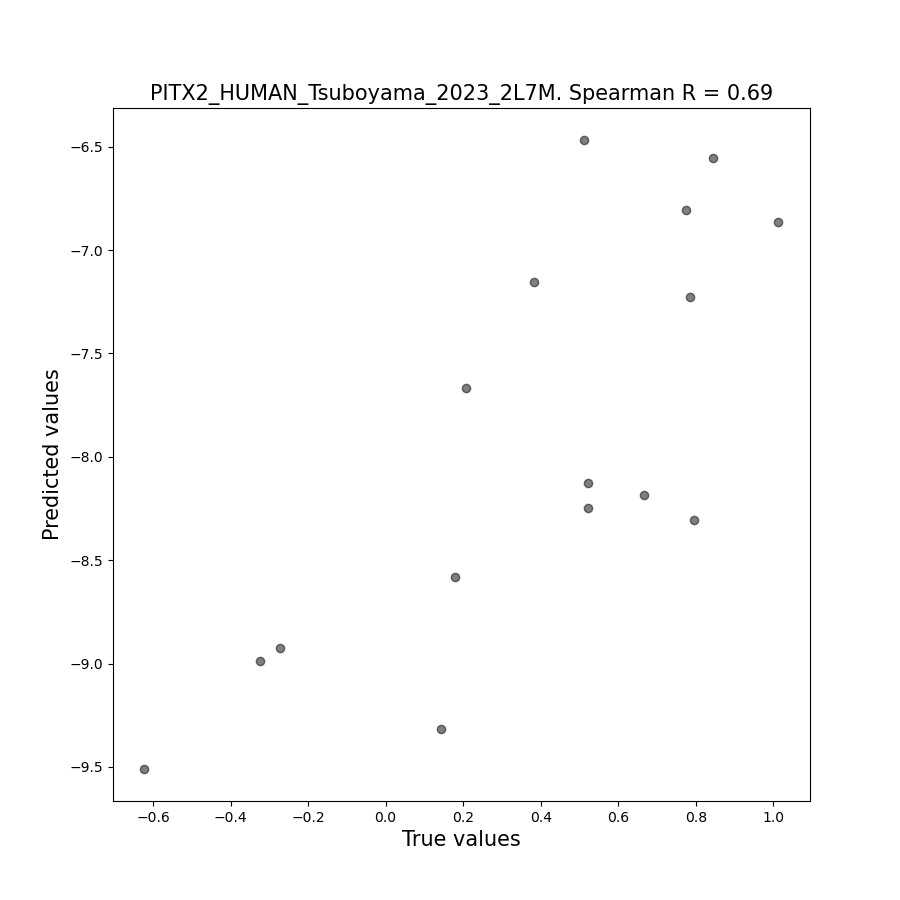 PITX2_HUMAN_Tsuboyama_2023_2L7M. Spearman R = 0.69
Predicted values
−6.5
−7.0
−7.5
−8.0
−8.5
−9.0
−9.5
−0.6 −0.4 −0.2 0.0 0.2 0.4 0.6 0.8 1.0
True values